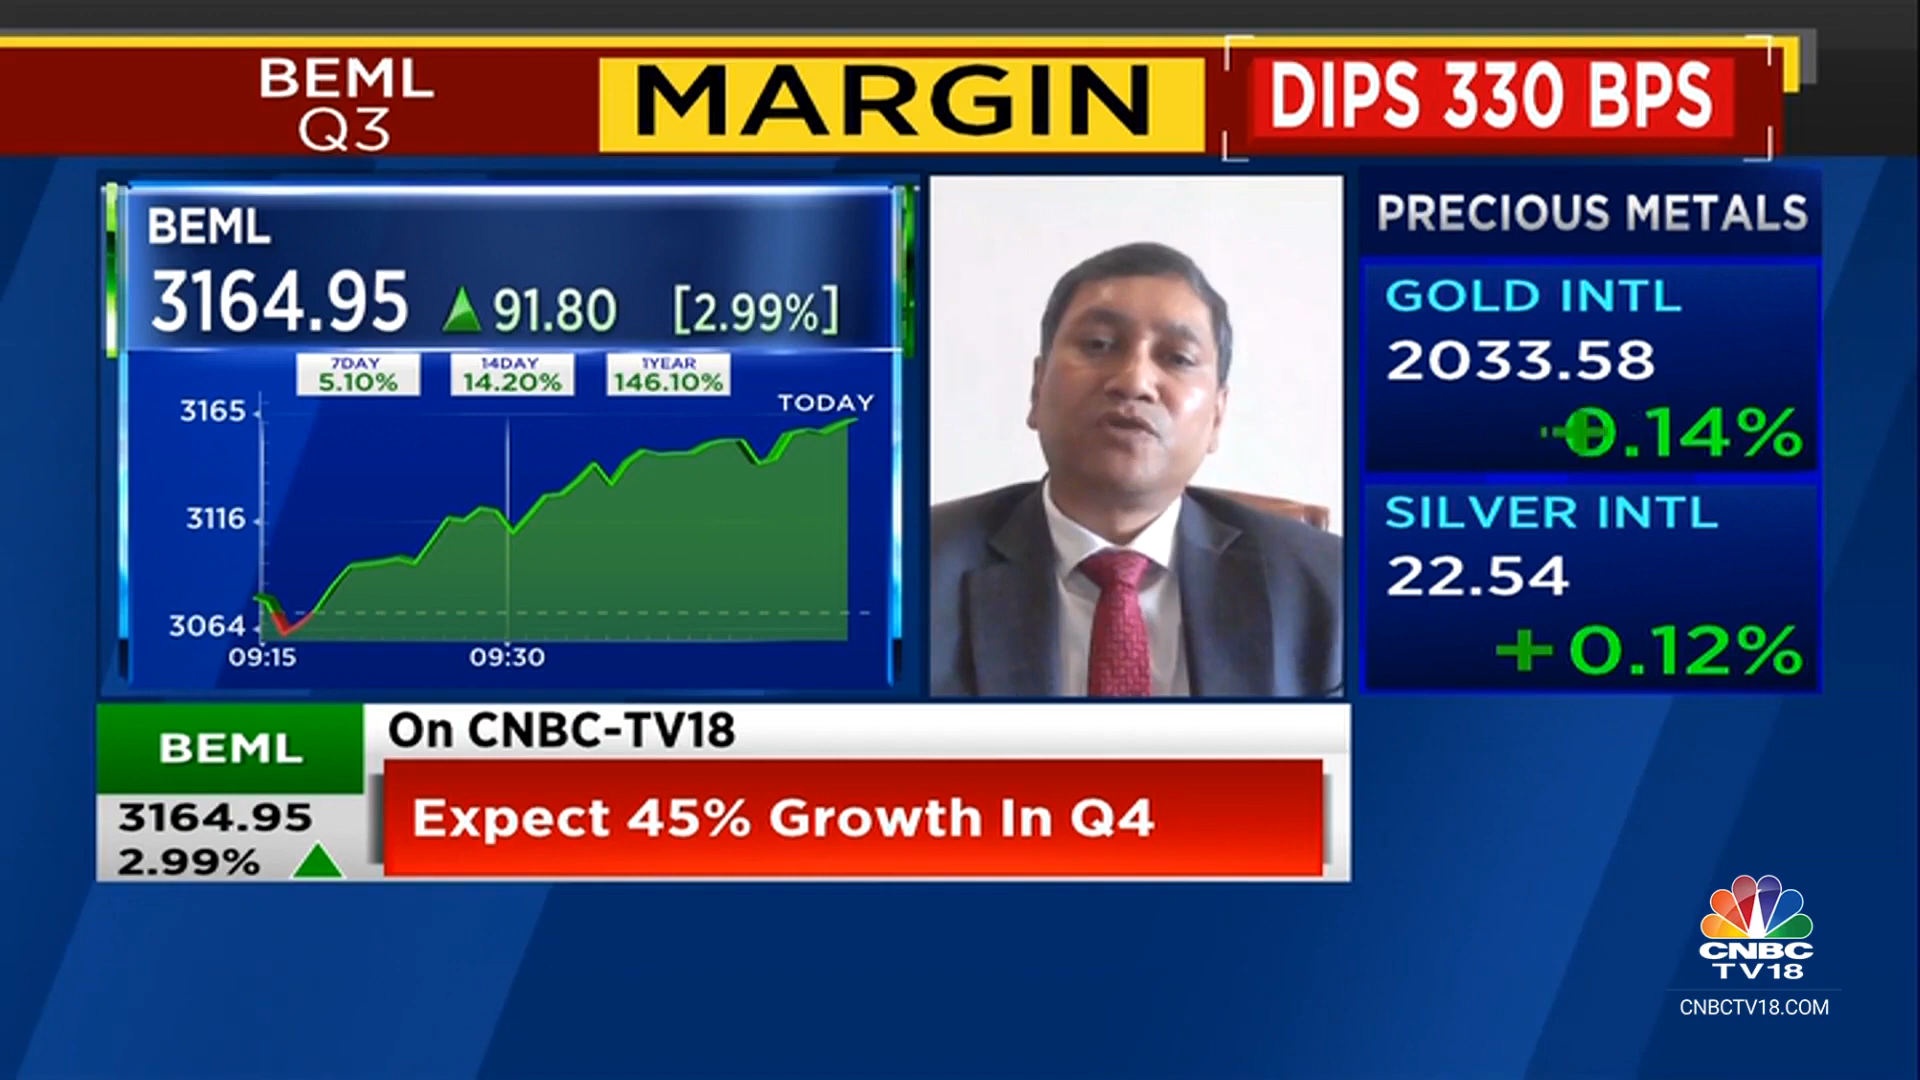 BEML
Q3
MARGIN
DIPS 330 BPS
BEML
3164.95 91.80 [2.99%]
7DAY
5.10%
14DAY
14.20%
1YEAR
146.10%
TODAY
3165
3116
3064
09:15
09:30
PRECIOUS METALS
GOLD INTL
2033.58
0.14%
SILVER INTL
22.54
+0.12%
BEML
3164.95
2.99%
On CNBC-TV18
Expect 45% Growth In Q4
CNBC
TV18
CNBCTV18.COM